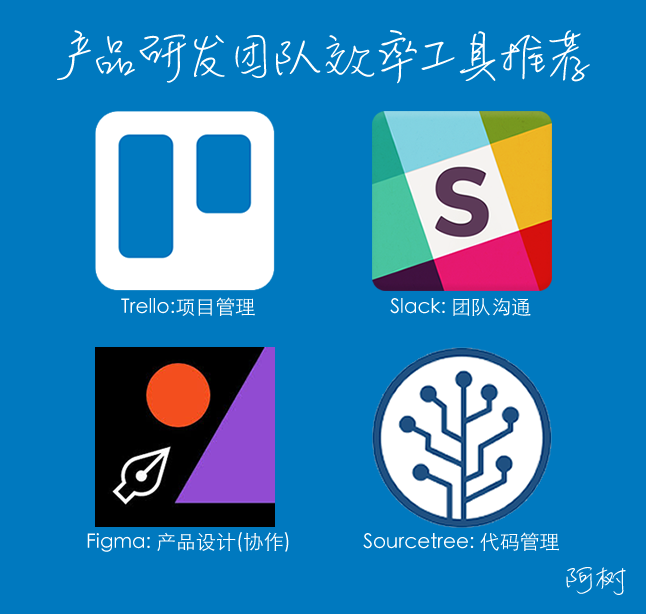 产品研发团队效率工具推荐
S
Trello:项目管理
Slack: 团队沟通
Figma: 产品设计(协作)
Sourcetree: 代码管理
阿树